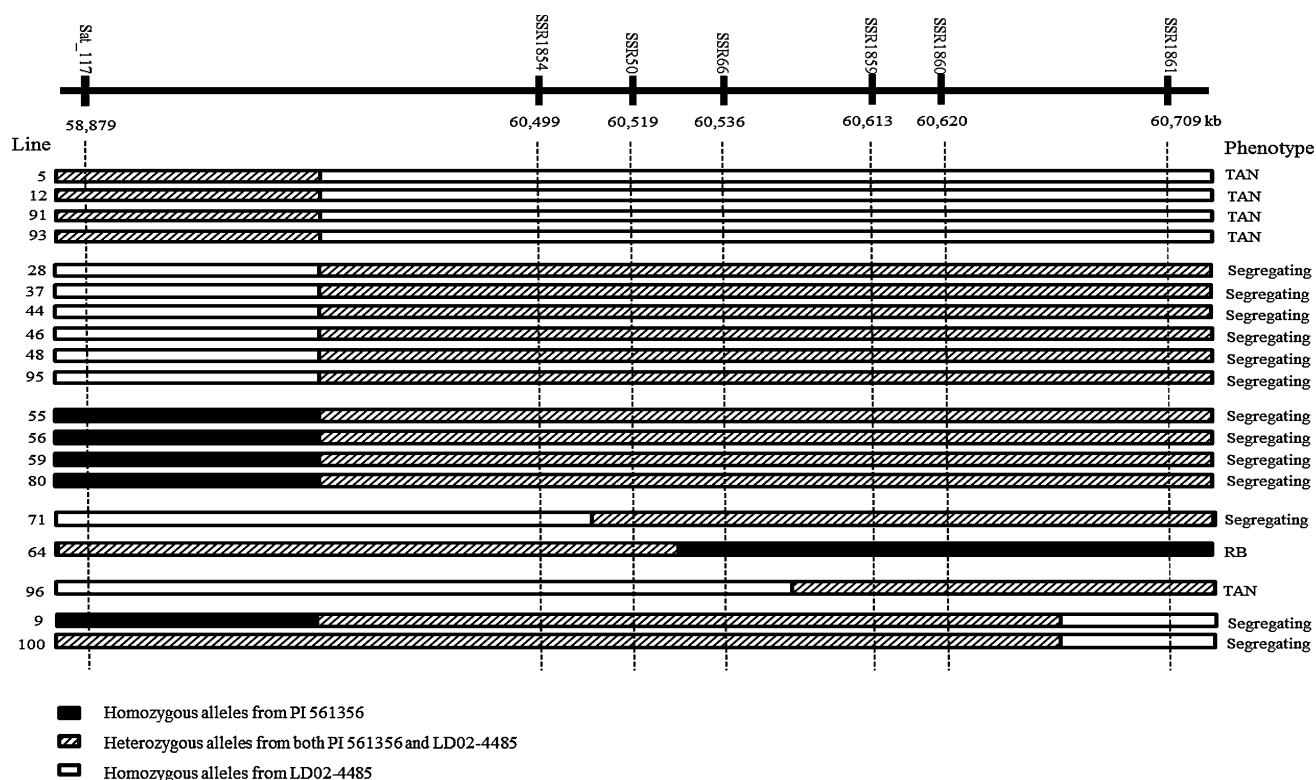 Sat_117 SSR1854 SSR50 SSR66 SSR1859 SSR1860 SSR1861
58,879 60,499 60,519 60,536 60,613 60,620 60,709 kb
Line Phenotype
5 TAN
12 TAN
91 TAN
93 TAN
28 Segregating
37 Segregating
44 Segregating
46 Segregating
48 Segregating
95 Segregating
55 Segregating
56 Segregating
59 Segregating
80 Segregating
71 Segregating
64 RB
96 TAN
9 Segregating
100 Segregating
Homozygous alleles from PI 561356
Heterozygous alleles from both PI 561356 and LD02-4485
Homozygous alleles from LD02-4485